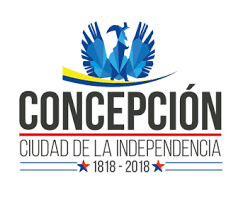 CONCEPCIÓN
CIUDAD DE LA INDEPENDENCIA
1818 - 2018